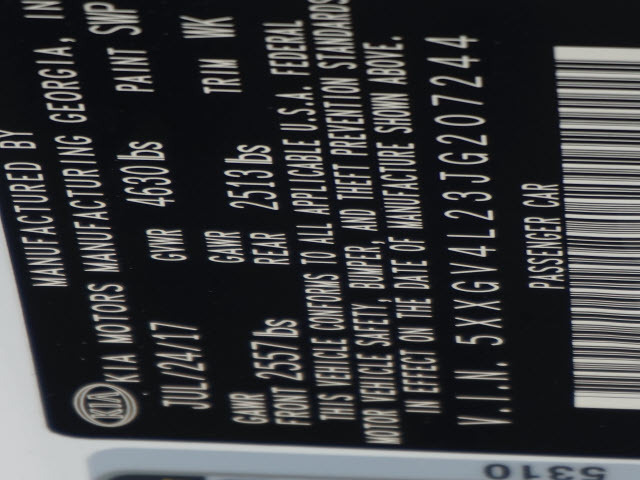 MANUFACTURED BY
KIA KIA MOTORS MANUFACTURING GEORGIA, IN
JUL/24/17 GVWR 4630lbs PAINT SWP
GAWR FRONT 2557lbs GAWR REAR 2513lbs TRIM WK
THIS VEHICLE CONFORMS TO ALL APPLICABLE U.S.A. FEDERAL
MOTOR VEHICLE SAFETY, BUMPER, AND THEFT PREVENTION STANDARDS
IN EFFECT ON THE DATE OF MANUFACTURE SHOWN ABOVE.
V.I.N. 5XXGV4L23JG207244
PASSENGER CAR
5310